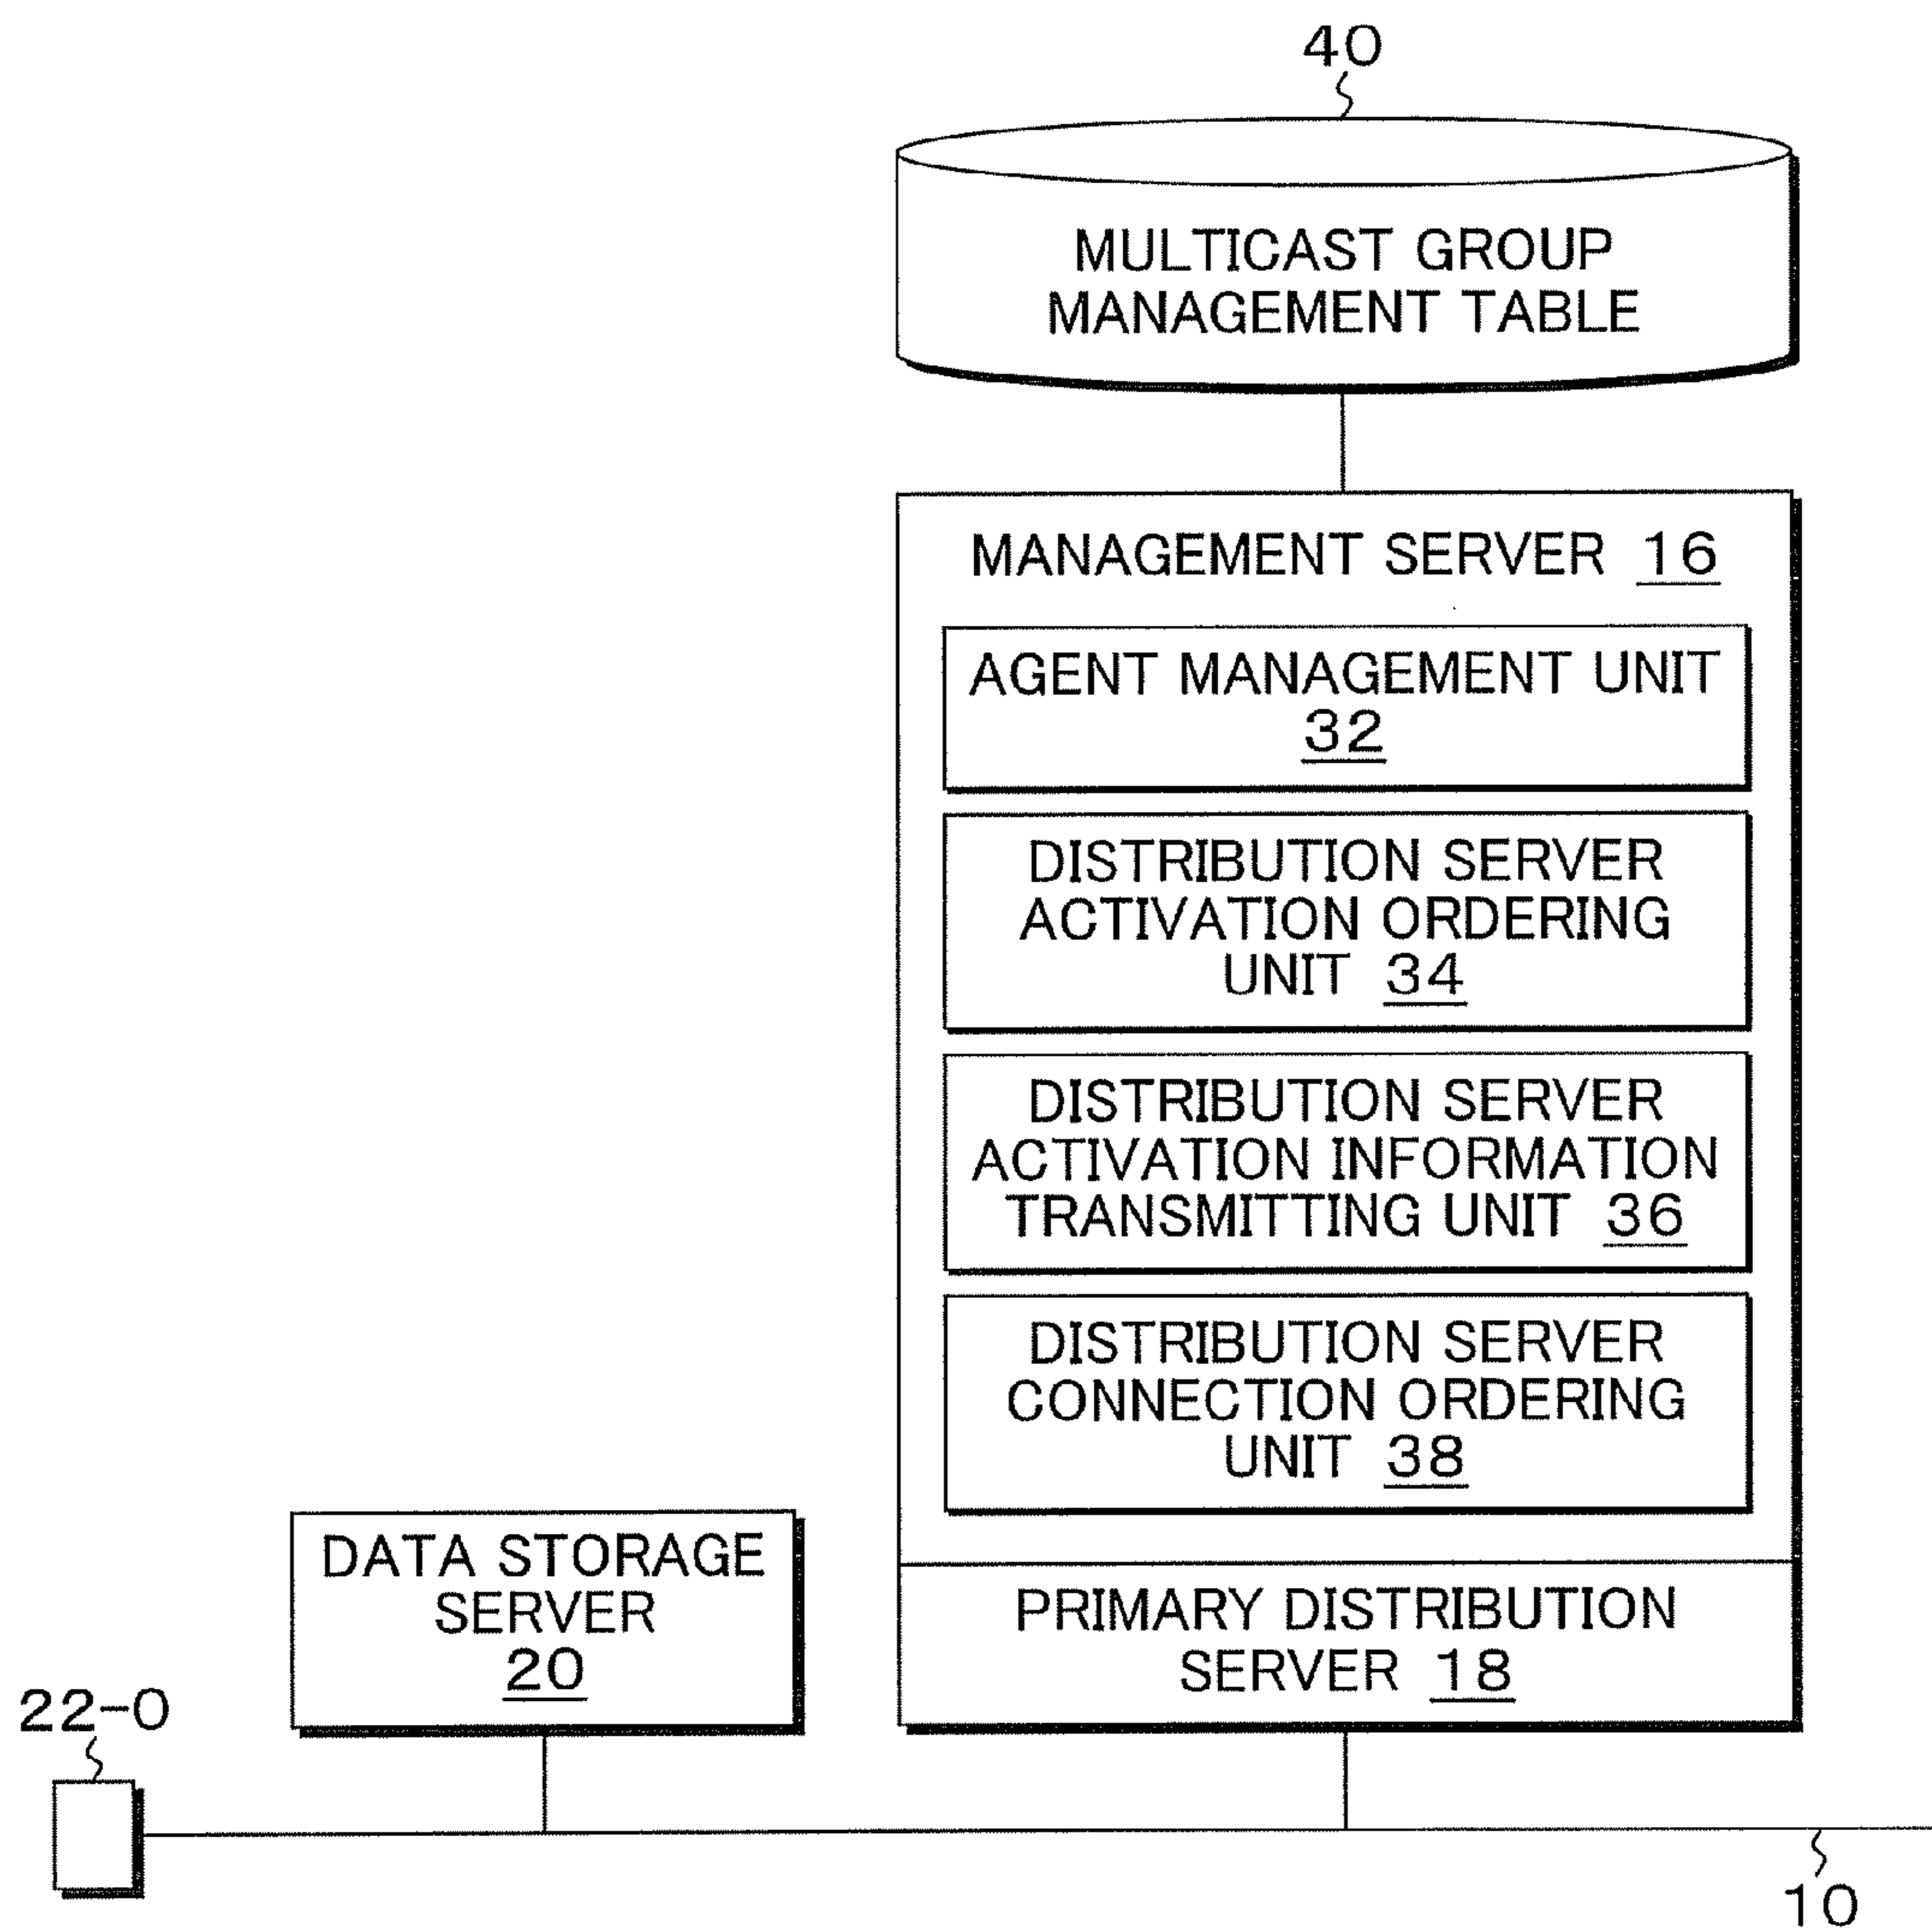 40
MULTICAST GROUP
MANAGEMENT TABLE
MANAGEMENT SERVER 16
AGENT MANAGEMENT UNIT
32
DISTRIBUTION SERVER
ACTIVATION ORDERING
UNIT 34
DISTRIBUTION SERVER
ACTIVATION INFORMATION
TRANSMITTING UNIT 36
DISTRIBUTION SERVER
CONNECTION ORDERING
UNIT 38
DATA STORAGE
SERVER
20
PRIMARY DISTRIBUTION
SERVER 18
22-0
10